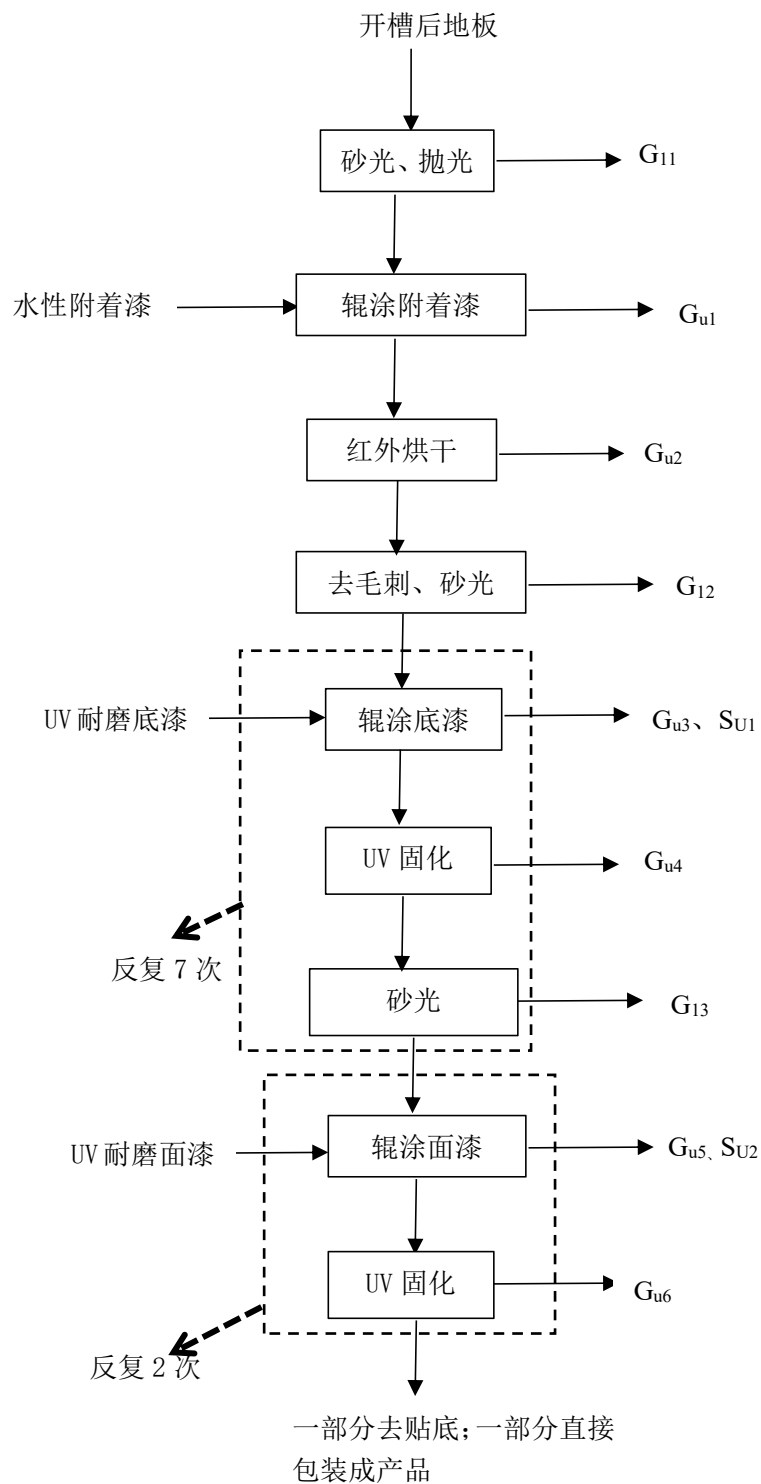 开槽后地板
砂光、抛光
G11
水性附着漆
辊涂附着漆
Gu1
红外烘干
Gu2
去毛刺、砂光
G12
UV耐磨底漆
辊涂底漆
Gu3、SU1
UV固化
Gu4
反复7次
砂光
G13
UV耐磨面漆
辊涂面漆
Gu5、SU2
UV固化
Gu6
反复2次
一部分去贴底;一部分直接
包装成产品